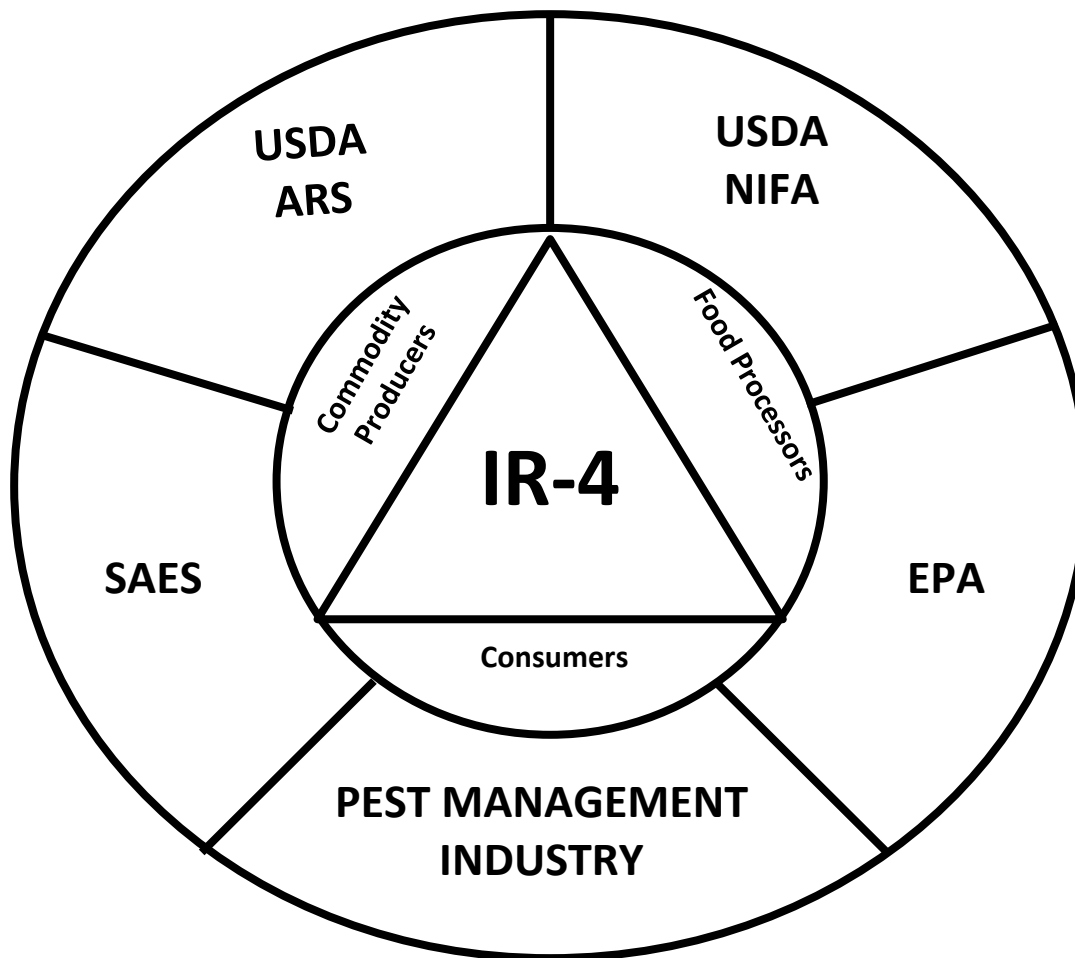 USDA
ARS
USDA
NIFA
Commodity
Producers
Food Processors
IR-4
SAES
EPA
Consumers
PEST MANAGEMENT
INDUSTRY